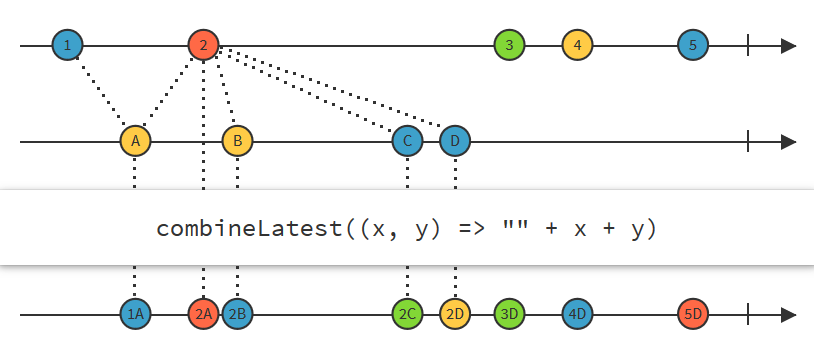 1 2 3 4 5
A B C D
combineLatest((x, y) => "" + x + y)
1A 2A 2B 2C 2D 3D 4D 5D